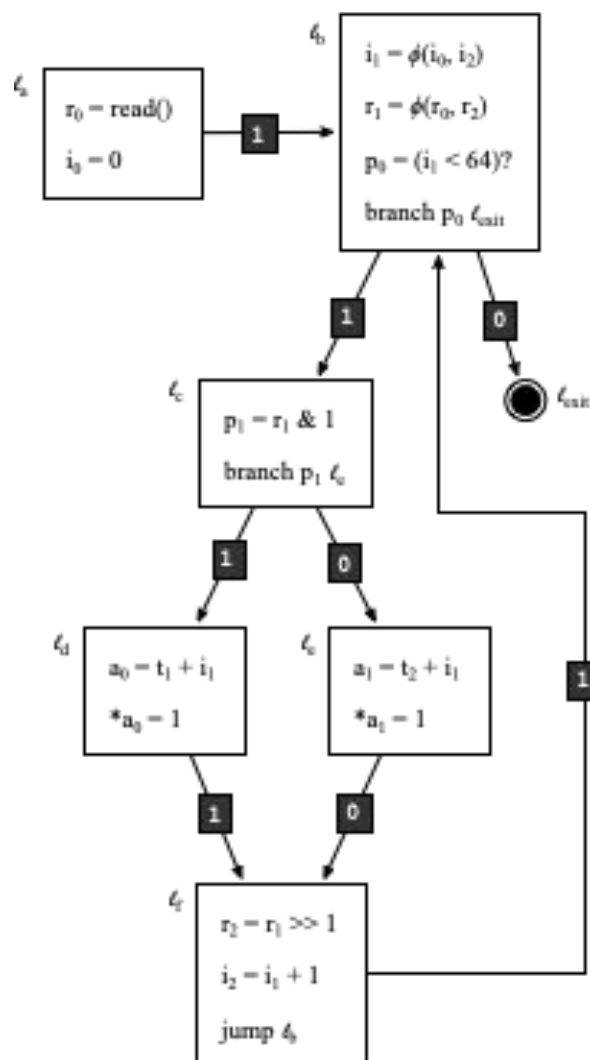 ℓb
i₁ = ϕ(i₀, i₂)
r₁ = ϕ(r₀, r₂)
p₀ = (i₁ < 64)?
branch p₀ ℓexit
ℓa
r₀ = read()
i₀ = 0
1
1
0
ℓexit
ℓc
p₁ = r₁ & 1
branch p₁ ℓe
1
0
ℓd
a₀ = t₁ + i₁
*a₀ = 1
ℓe
a₁ = t₂ + i₁
*a₁ = 1
1
1
0
ℓf
r₂ = r₁ >> 1
i₂ = i₁ + 1
jump ℓb